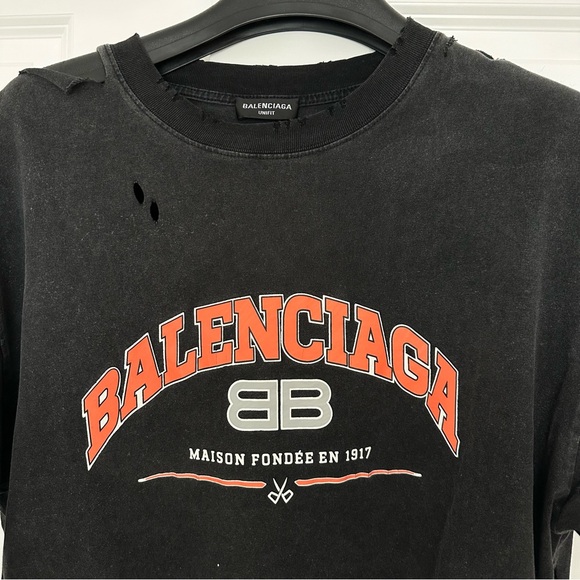 BALENCIAGA
UNIFIT
BALENCIAGA
BB
MAISON FONDÉE EN 1917